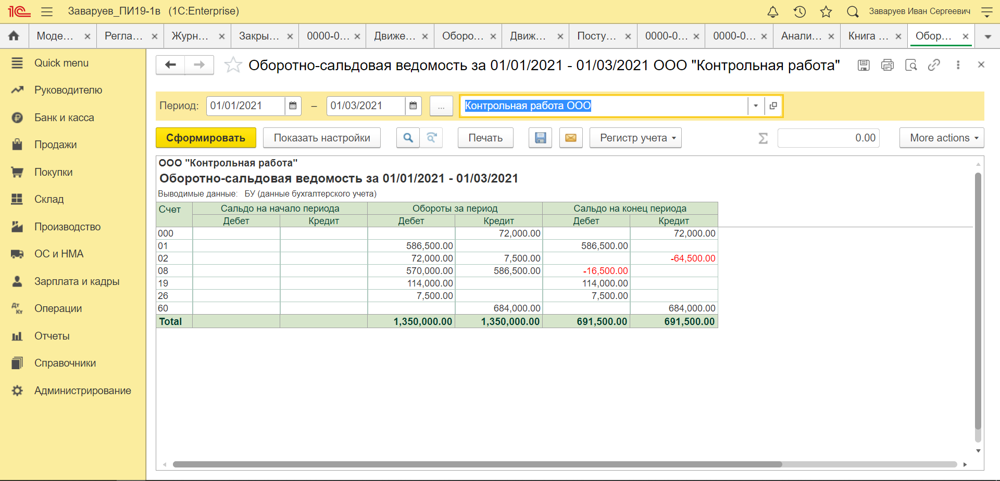 1С Заваруев_ПИ19-1в (1C:Enterprise) Заваруев Иван Сергеевич
Моде... Регла... Журн... Закры... 0000-0... Движе... Оборо... Движ... Посту... 0000-0... 0000-0... Анали... Книга ... Обор...
Quick menu
Руководителю
Банк и касса
Продажи
Покупки
Склад
Производство
ОС и НМА
Зарплата и кадры
Дт Кт Операции
Отчеты
Справочники
Администрирование
Оборотно-сальдовая ведомость за 01/01/2021 - 01/03/2021 ООО "Контрольная работа"
Период: 01/01/2021 – 01/03/2021 ... Контрольная работа ООО
Сформировать Показать настройки Печать Регистр учета Σ 0.00 More actions
ООО "Контрольная работа"
Оборотно-сальдовая ведомость за 01/01/2021 - 01/03/2021
Выводимые данные: БУ (данные бухгалтерского учета)
Счет Сальдо на начало периода Обороты за период Сальдо на конец периода
Дебет Кредит Дебет Кредит Дебет Кредит
000 72,000.00 72,000.00
01 586,500.00 586,500.00
02 72,000.00 7,500.00 -64,500.00
08 570,000.00 586,500.00 -16,500.00
19 114,000.00 114,000.00
26 7,500.00 7,500.00
60 684,000.00 684,000.00
Total 1,350,000.00 1,350,000.00 691,500.00 691,500.00